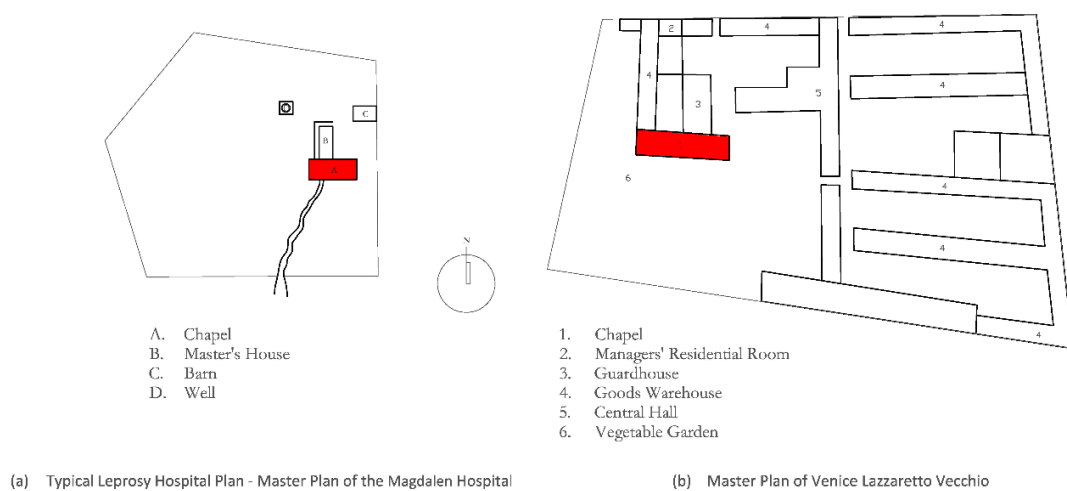 2
4
4
4
5
3
C
B
A
1
6
4
4
4
4
N
A. Chapel
B. Master's House
C. Barn
D. Well
1. Chapel
2. Managers' Residential Room
3. Guardhouse
4. Goods Warehouse
5. Central Hall
6. Vegetable Garden
(a) Typical Leprosy Hospital Plan - Master Plan of the Magdalen Hospital
(b) Master Plan of Venice Lazzaretto Vecchio